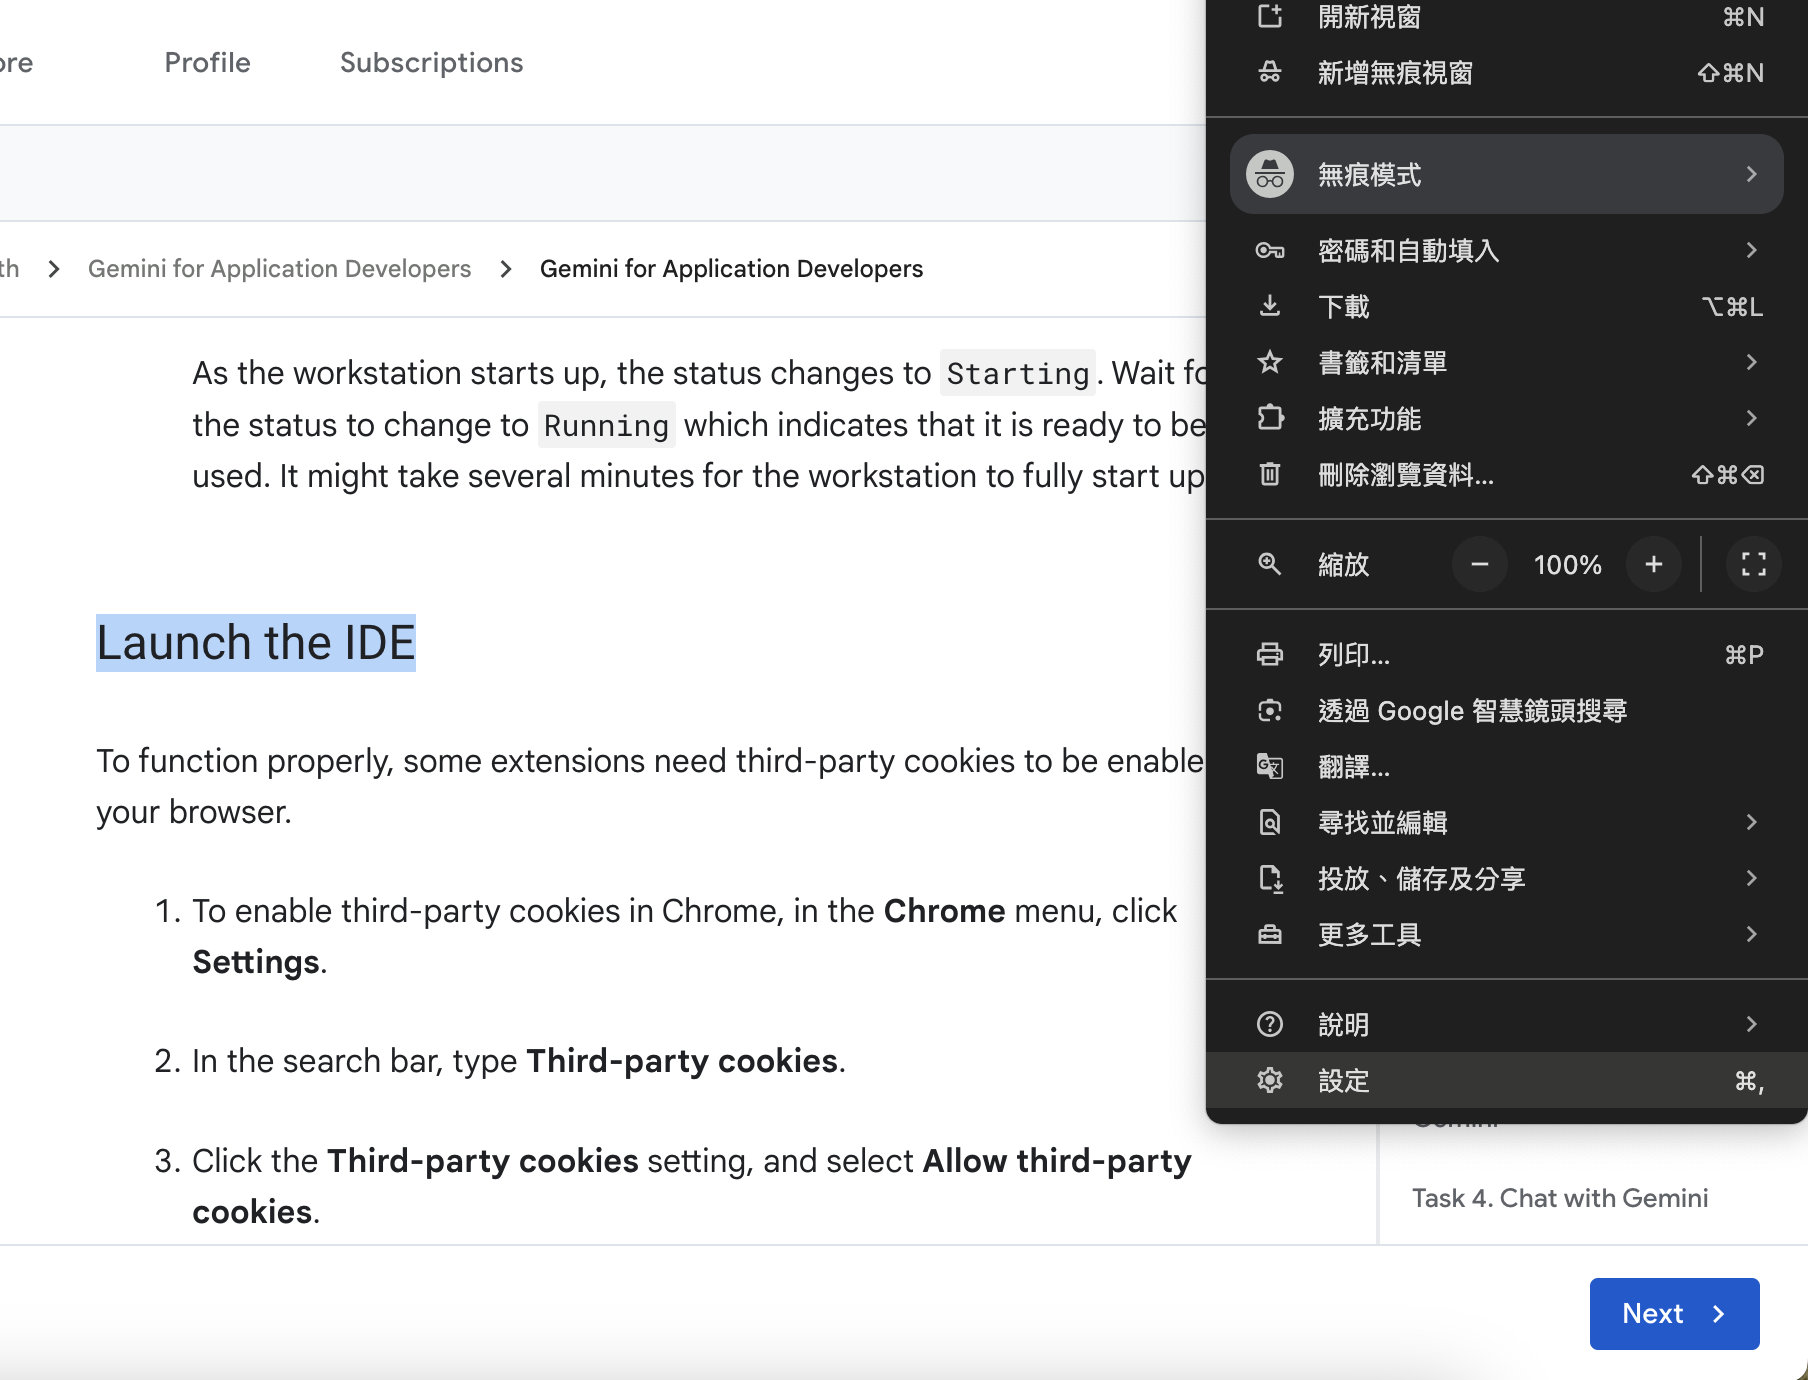 Profile
Subscriptions
Gemini for Application Developers
Gemini for Application Developers
As the workstation starts up, the status changes to Starting. Wait
the status to change to Running which indicates that it is ready to be
used. It might take several minutes for the workstation to fully start up
Launch the IDE
To function properly, some extensions need third-party cookies to be enable
your browser.
1. To enable third-party cookies in Chrome, in the Chrome menu, click
Settings.
2. In the search bar, type Third-party cookies.
3. Click the Third-party cookies setting, and select Allow third-party
cookies.
開新視窗 ⌘N
新增無痕視窗 ⇧⌘N
無痕模式
密碼和自動填入
下載 ⌥⌘L
書籤和清單
擴充功能
刪除瀏覽資料... ⇧⌘⌫
縮放 − 100% +
列印... ⌘P
透過 Google 智慧鏡頭搜尋
翻譯...
尋找並編輯
投放、儲存及分享
更多工具
說明
設定 ⌘,
Task 4. Chat with Gemini
Next